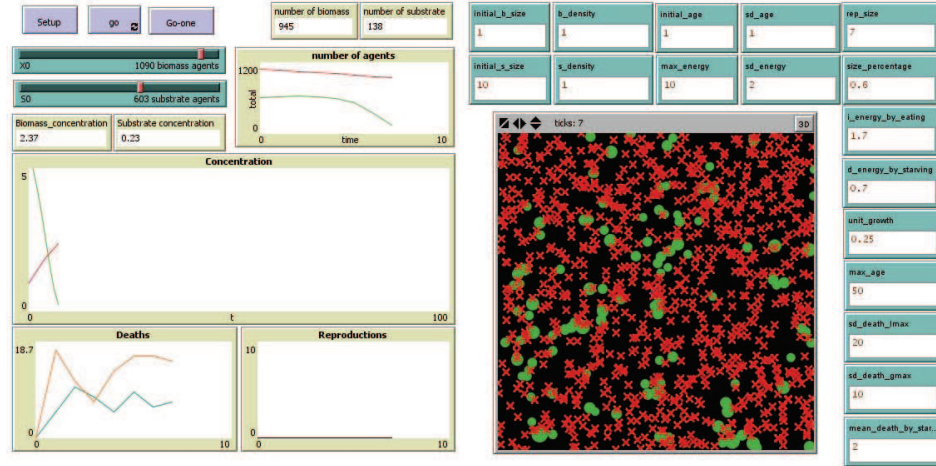 Setup
go
Go-one
number of biomass
945
number of substrate
138
X0
1090 biomass agents
S0
603 substrate agents
Biomass_concentration
2.37
Substrate concentration
0.23
number of agents
1200
total
0
time
10
Concentration
5
0
0
t
100
Deaths
18.7
0
0
10
Reproductions
10
0
0
10
initial_b_size
1
b_density
1
initial_age
1
sd_age
1
rep_size
7
initial_s_size
10
s_density
1
max_energy
10
sd_energy
2
size_percentage
0.6
ticks: 7
3D
i_energy_by_eating
1.7
d_energy_by_starving
0.7
unit_growth
0.25
max_age
50
sd_death_lmax
20
sd_death_gmax
10
mean_death_by_star...
2